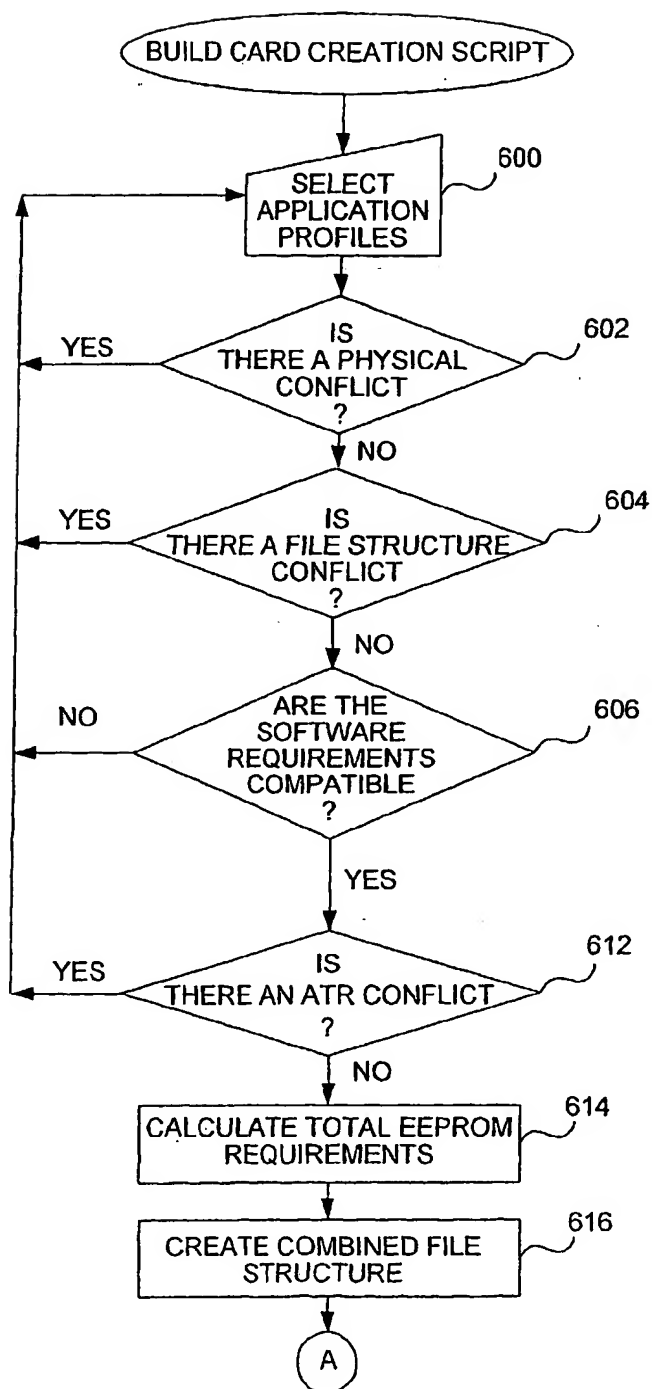 BUILD CARD CREATION SCRIPT
600
SELECT
APPLICATION
PROFILES
602
YES
IS
THERE A PHYSICAL
CONFLICT
?
NO
604
YES
IS
THERE A FILE STRUCTURE
CONFLICT
?
NO
606
NO
ARE THE
SOFTWARE
REQUIREMENTS
COMPATIBLE
?
YES
612
YES
IS
THERE AN ATR CONFLICT
?
NO
614
CALCULATE TOTAL EEPROM
REQUIREMENTS
616
CREATE COMBINED FILE
STRUCTURE
A